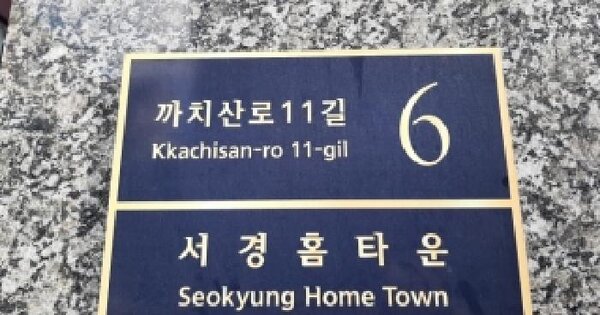 까치산로11길 6
Kkachisan-ro 11-gil
서경홈타운
Seokyung Home Town